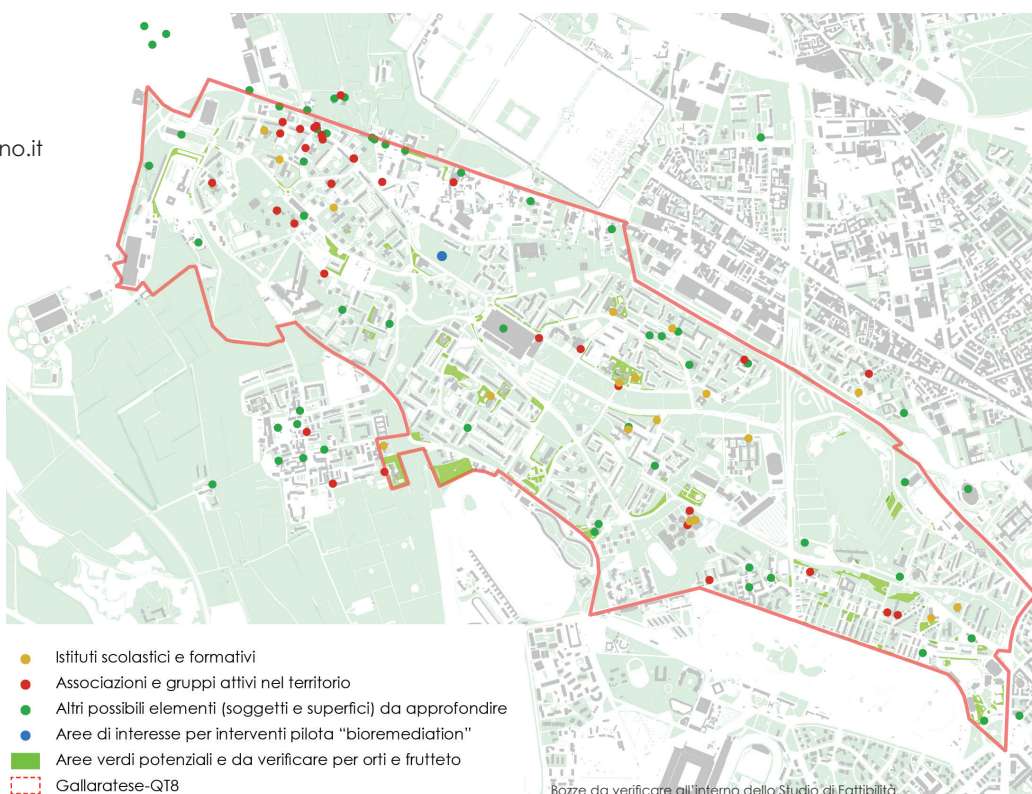 no.it
Istituti scolastici e formativi
Associazioni e gruppi attivi nel territorio
Altri possibili elementi (soggetti e superfici) da approfondire
Aree di interesse per interventi pilota “bioremediation”
Aree verdi potenziali e da verificare per orti e frutteto
Gallaratese-QT8
Bozze da verificare all'interno dello Studio di Fattibilità